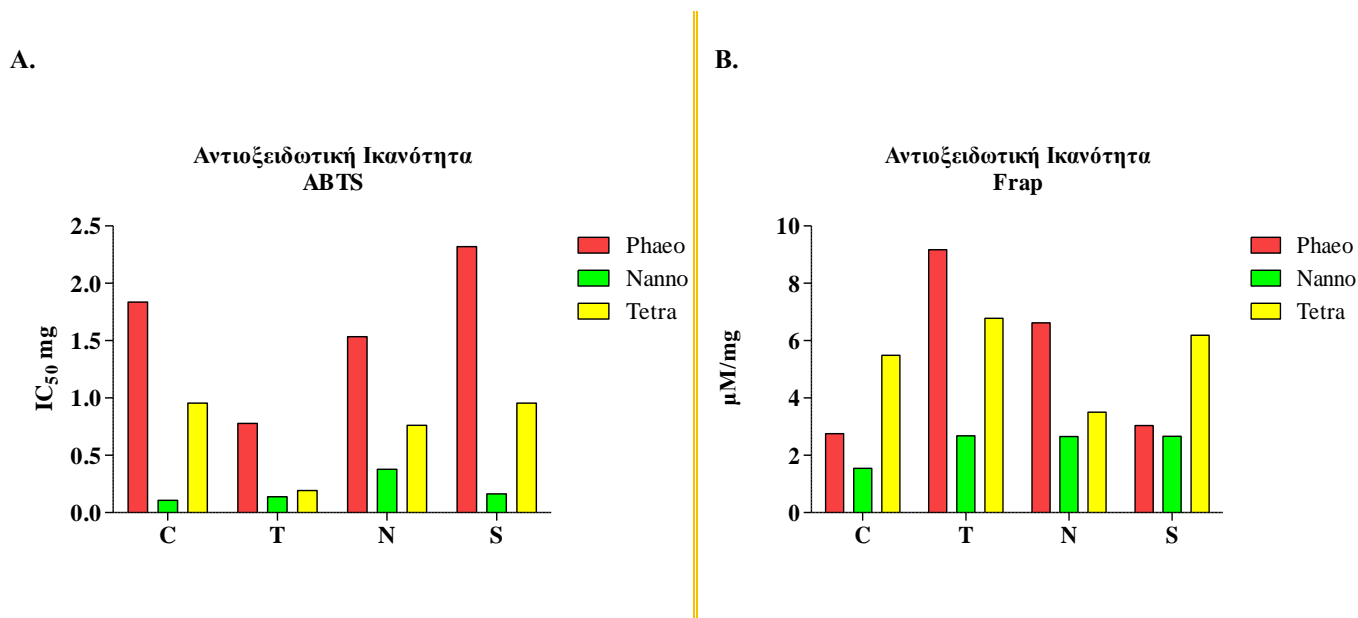 A.
Αντιοξειδωτική Ικανότητα
ABTS
IC50 mg
2.5
2.0
1.5
1.0
0.5
0.0
C T N S
Phaeo
Nanno
Tetra
B.
Αντιοξειδωτική Ικανότητα
Frap
μM/mg
10
8
6
4
2
0
C T N S
Phaeo
Nanno
Tetra